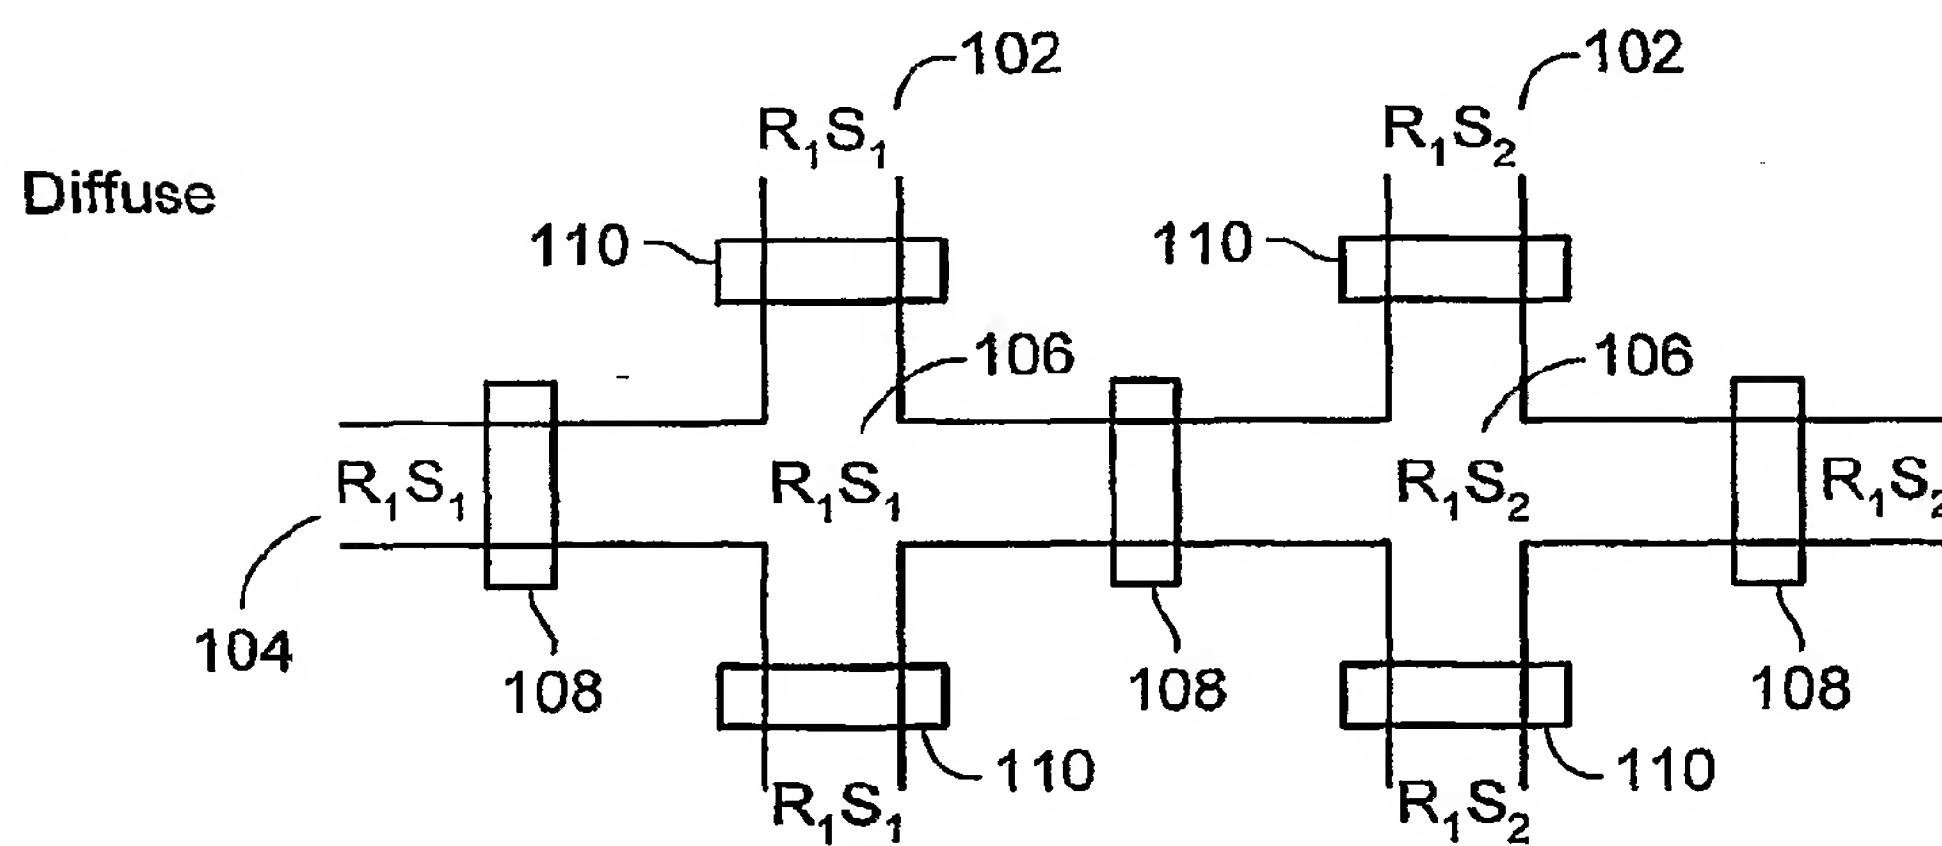 102 102
R₁S₁ R₁S₂
Diffuse
110 110
106 106
R₁S₁ R₁S₁ R₁S₂ R₁S₂
104 108 108 108
110 110
R₁S₁ R₁S₂